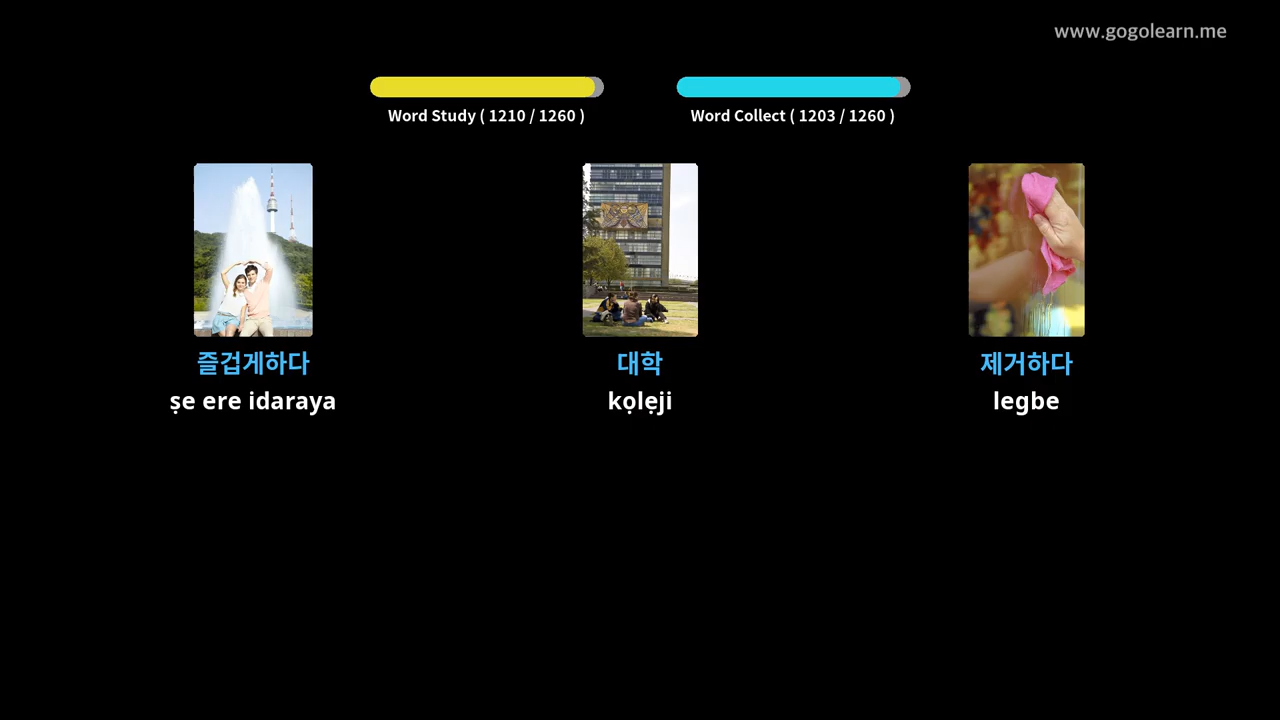 www.gogolearn.me
Word Study ( 1210 / 1260 )
Word Collect ( 1203 / 1260 )
즐겁게하다
대학
제거하다
ṣe ere idaraya
kọlẹji
legbe